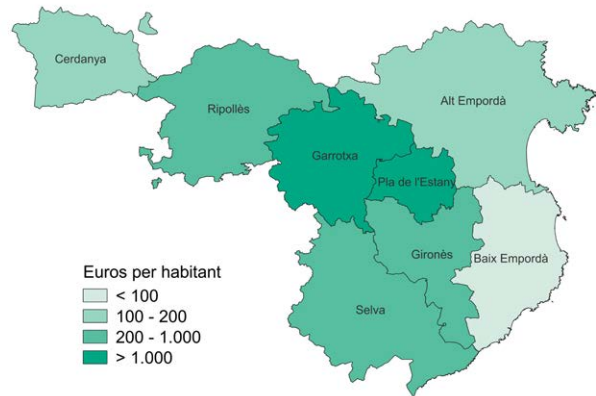 Cerdanya
Ripollès
Alt Empordà
Garrotxa
Pla de l'Estany
Gironès
Baix Empordà
Selva
Euros per habitant
< 100
100 - 200
200 - 1.000
> 1.000